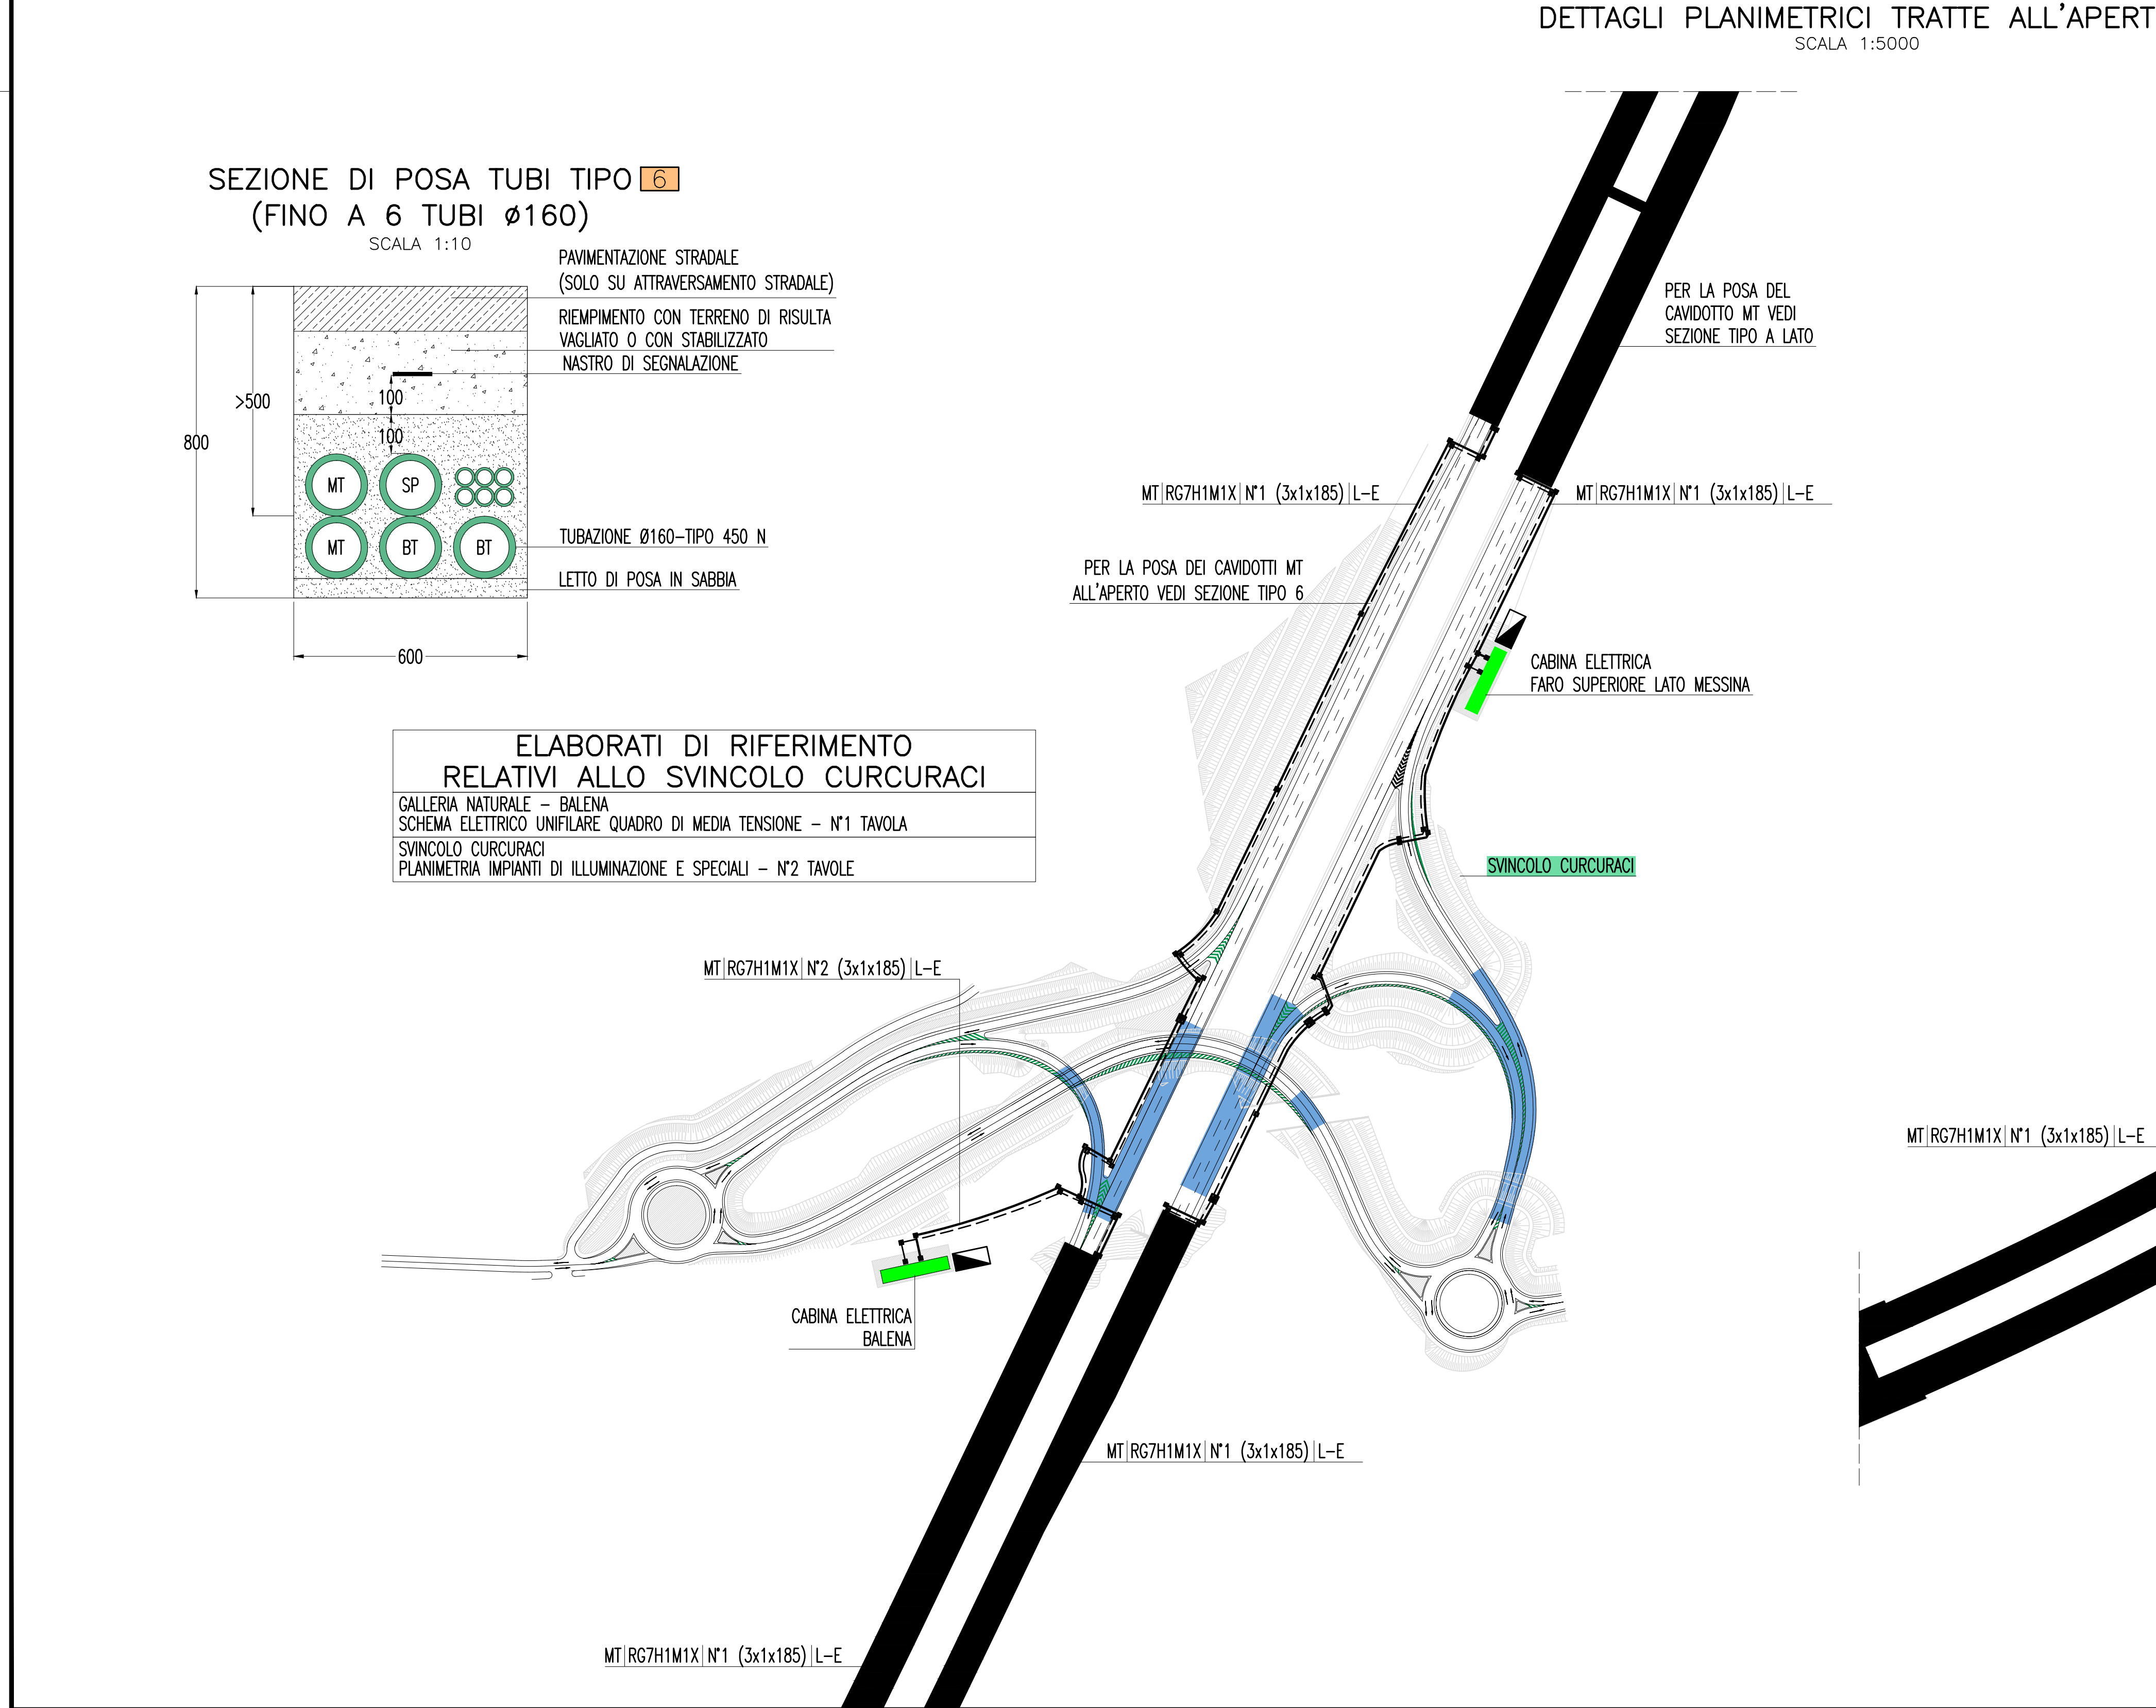 DETTAGLI PLANIMETRICI TRATTE ALL'APERT
SCALA 1:5000
SEZIONE DI POSA TUBI TIPO 6
(FINO A 6 TUBI ø160)
SCALA 1:10
PAVIMENTAZIONE STRADALE
(SOLO SU ATTRAVERSAMENTO STRADALE)
RIEMPIMENTO CON TERRENO DI RISULTA
VAGLIATO O CON STABILIZZATO
NASTRO DI SEGNALAZIONE
>500
100
800
100
MT
SP
MT
BT
BT
TUBAZIONE Ø160-TIPO 450 N
LETTO DI POSA IN SABBIA
600
PER LA POSA DEL
CAVIDOTTO MT VEDI
SEZIONE TIPO A LATO
MT|RG7H1M1X|N°1 (3x1x185)|L-E
MT|RG7H1M1X|N°1 (3x1x185)|L-E
PER LA POSA DEI CAVIDOTTI MT
ALL'APERTO VEDI SEZIONE TIPO 6
CABINA ELETTRICA
FARO SUPERIORE LATO MESSINA
ELABORATI DI RIFERIMENTO
RELATIVI ALLO SVINCOLO CURCURACI
GALLERIA NATURALE - BALENA
SCHEMA ELETTRICO UNIFILARE QUADRO DI MEDIA TENSIONE - N°1 TAVOLA
SVINCOLO CURCURACI
PLANIMETRIA IMPIANTI DI ILLUMINAZIONE E SPECIALI - N°2 TAVOLE
SVINCOLO CURCURACI
MT|RG7H1M1X|N°2 (3x1x185)|L-E
MT|RG7H1M1X|N°1 (3x1x185)|L-E
CABINA ELETTRICA
BALENA
MT|RG7H1M1X|N°1 (3x1x185)|L-E
MT|RG7H1M1X|N°1 (3x1x185)|L-E